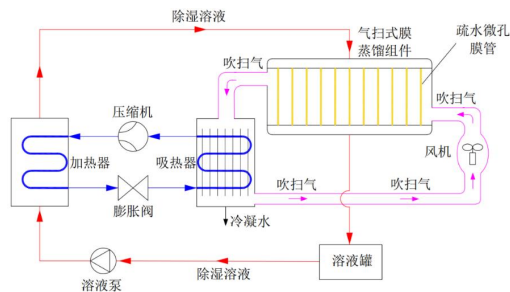 除湿溶液
气扫式膜
蒸馏组件
疏水微孔
膜管
吹扫气
吹扫气
压缩机
加热器
吸热器
风机
膨胀阀
吹扫气
吹扫气
冷凝水
除湿溶液
溶液罐
溶液泵